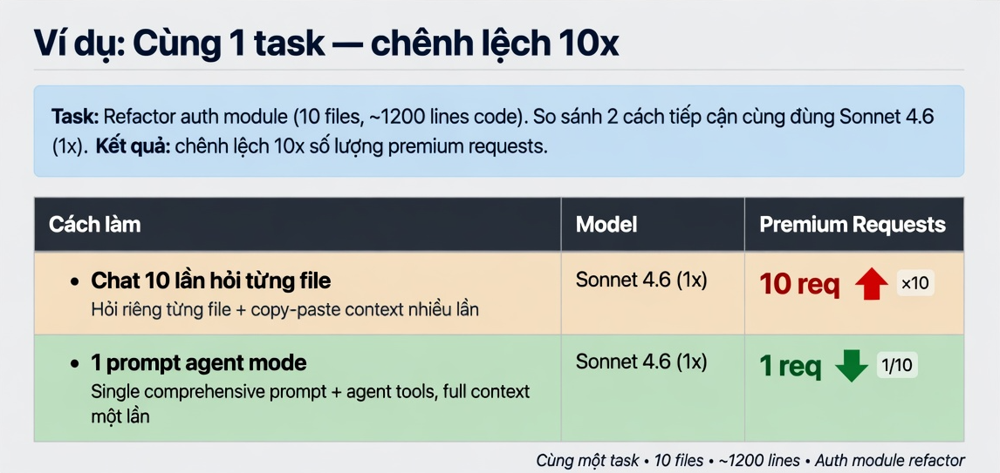 Ví dụ: Cùng 1 task — chênh lệch 10x
Task: Refactor auth module (10 files, ~1200 lines code). So sánh 2 cách tiếp cận cùng đùng Sonnet 4.6
(1x). Kết quả: chênh lệch 10x số lượng premium requests.
Cách làm
Model
Premium Requests
• Chat 10 lần hỏi từng file
Hỏi riêng từng file + copy-paste context nhiều lần
Sonnet 4.6 (1x)
10 req
×10
• 1 prompt agent mode
Single comprehensive prompt + agent tools, full context
một lần
Sonnet 4.6 (1x)
1 req
1/10
Cùng một task • 10 files • ~1200 lines • Auth module refactor